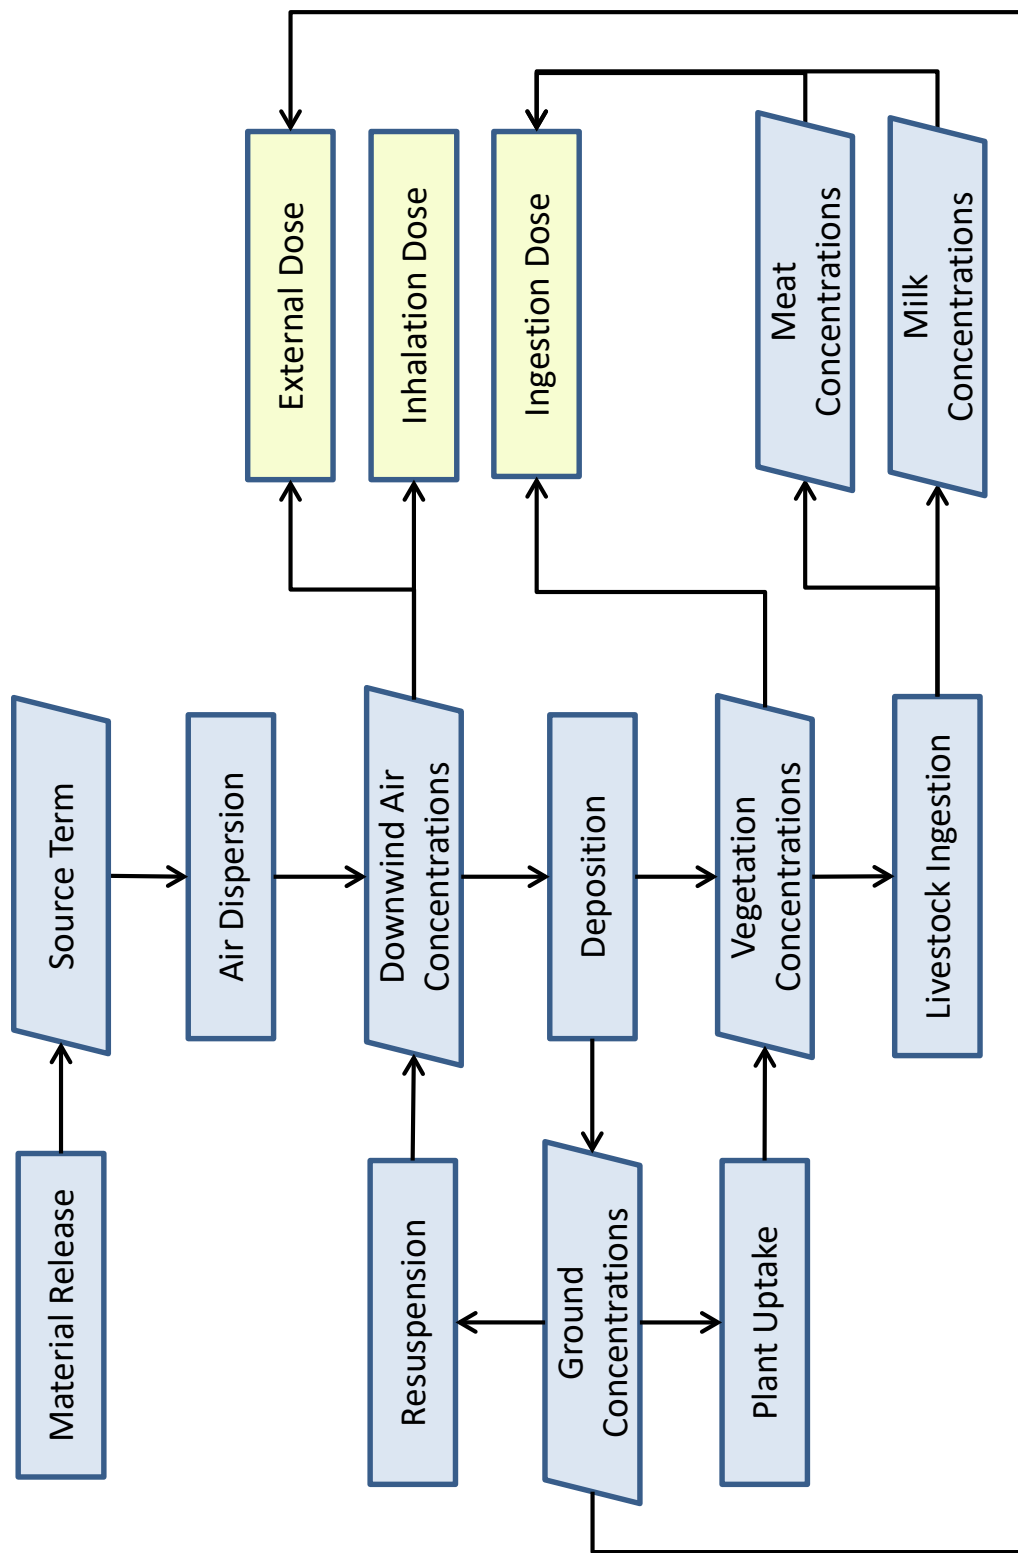 Material Release
Source Term
Air Dispersion
Resuspension
Downwind Air
Concentrations
External Dose
Inhalation Dose
Ground
Concentrations
Deposition
Ingestion Dose
Plant Uptake
Vegetation
Concentrations
Meat
Concentrations
Livestock Ingestion
Milk
Concentrations